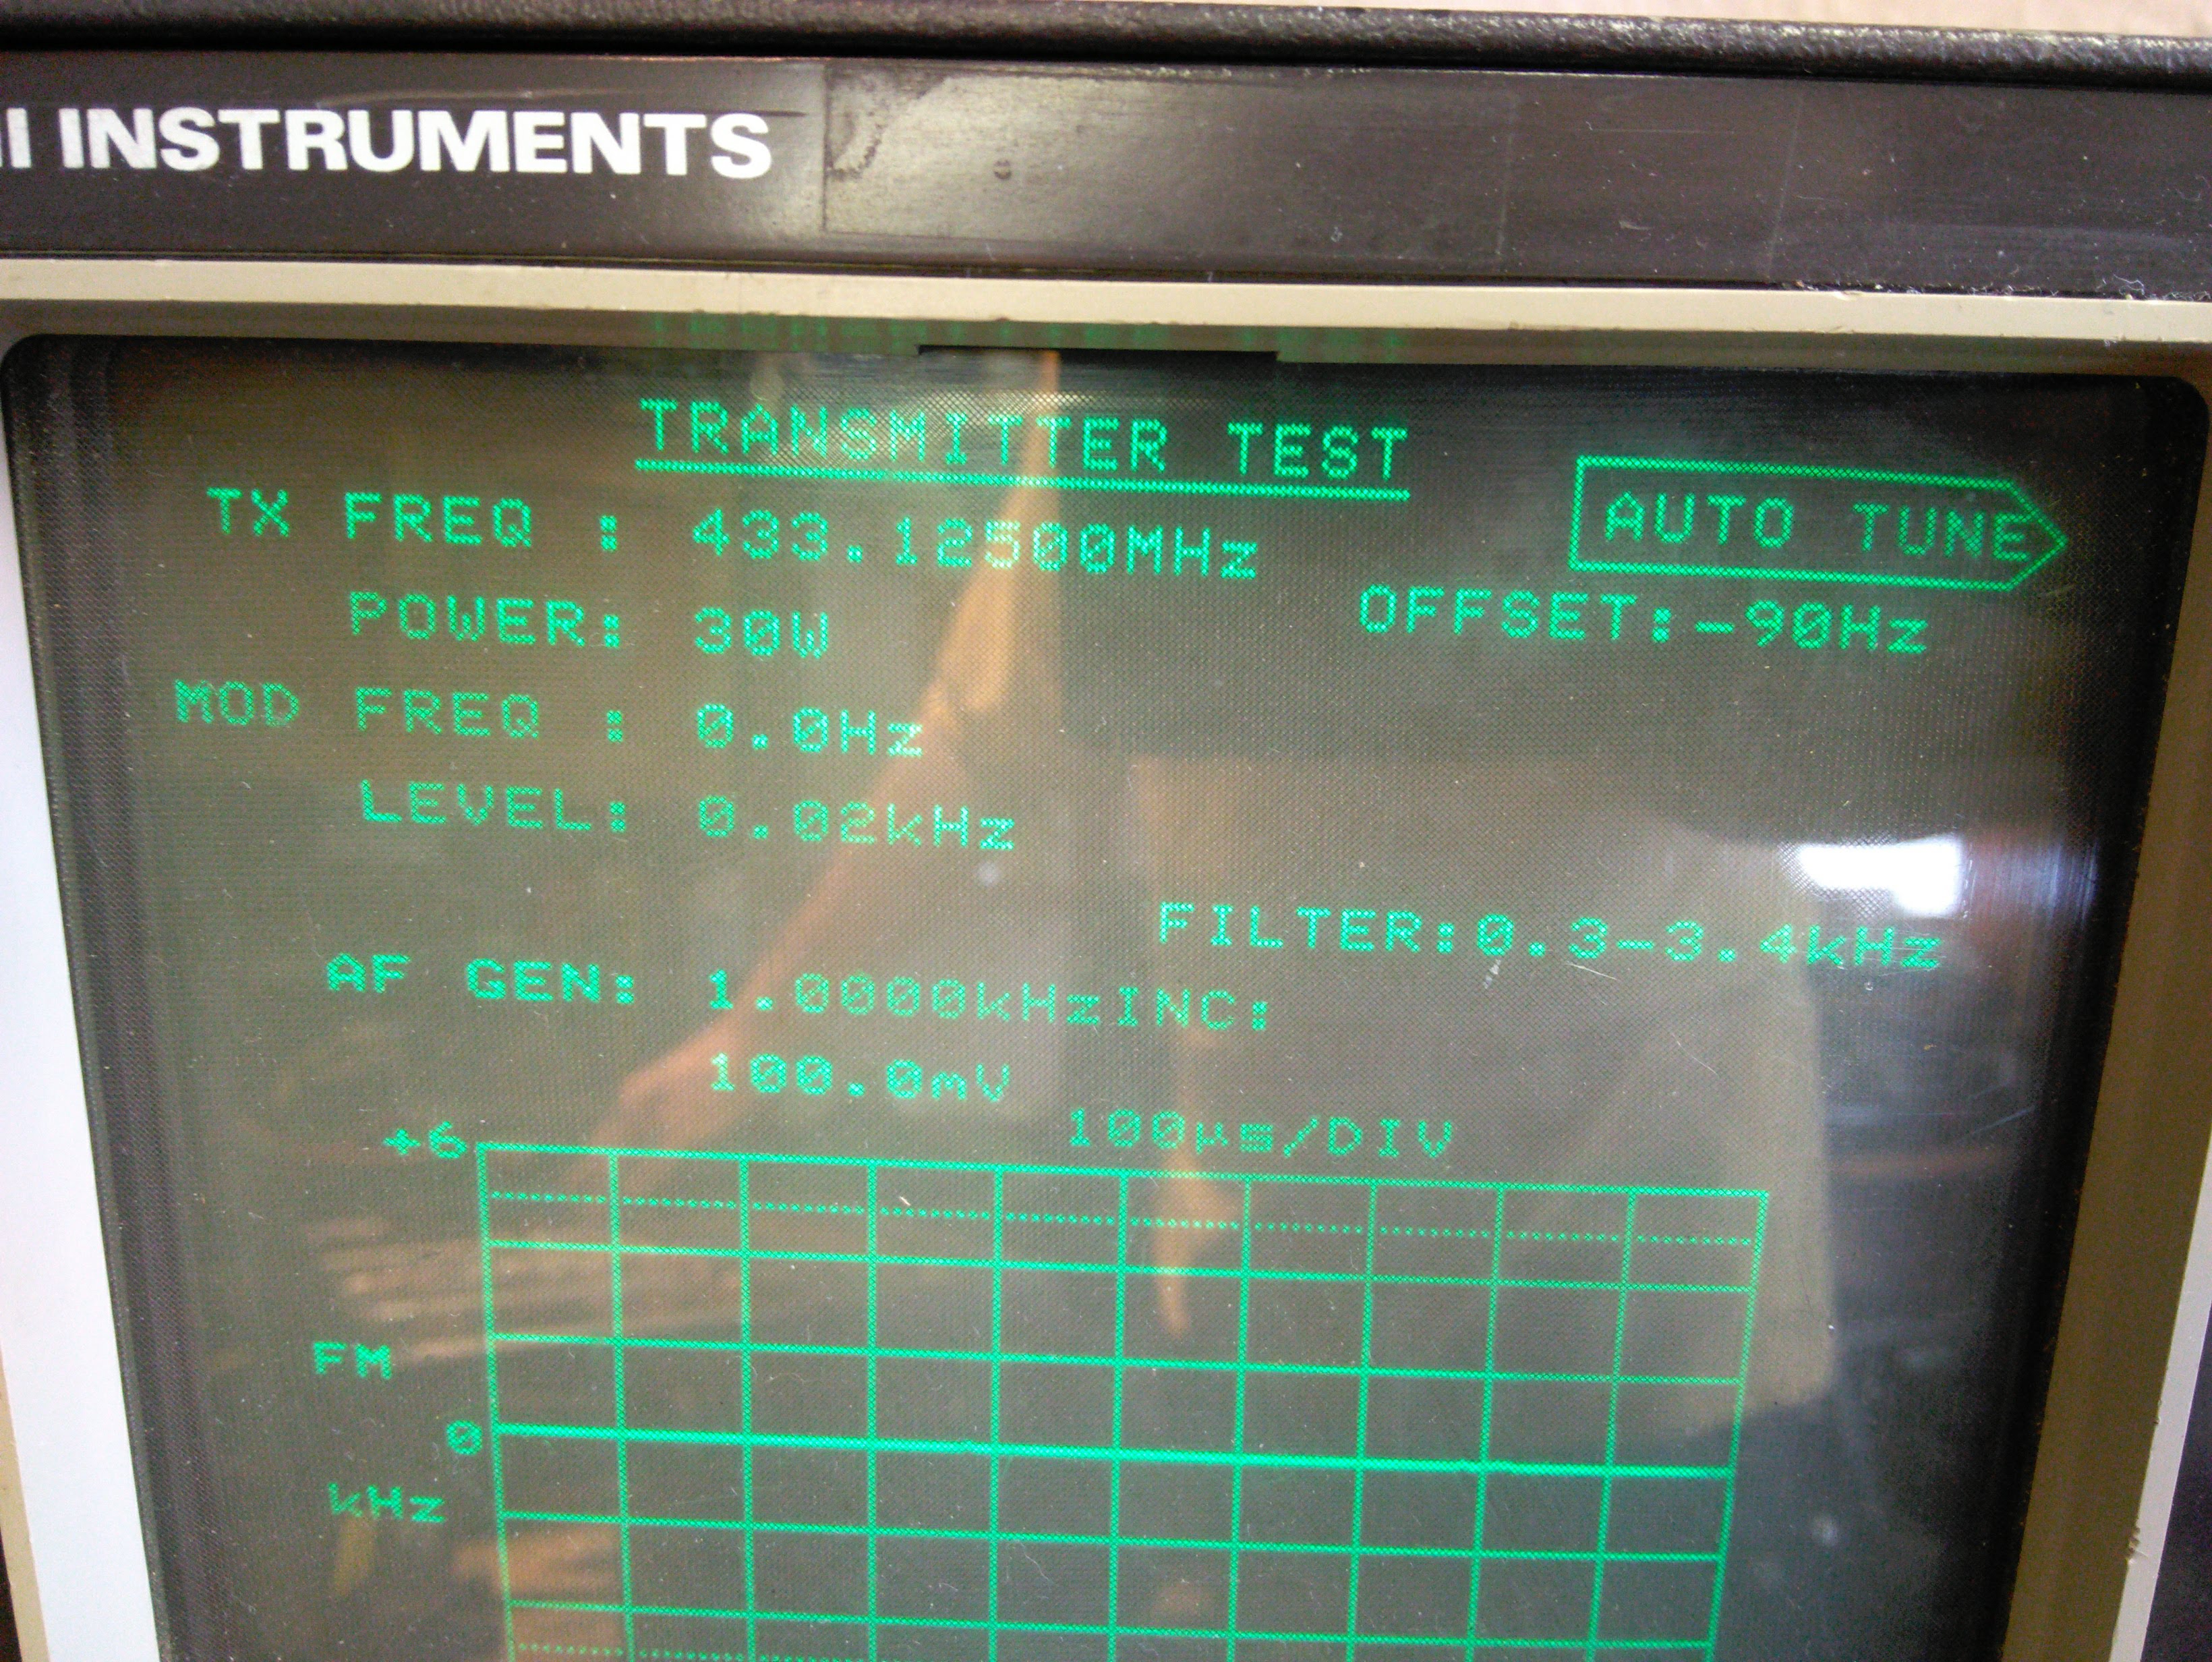 INSTRUMENTS
TRANSMITTER TEST
AUTO TUNE
TX FREQ : 433.12500MHz
POWER: 30W
OFFSET:-90Hz
MOD FREQ : 0.0Hz
LEVEL: 0.02kHz
FILTER:0.3-3.4kHz
AF GEN: 1.0000kHzINC:
100.0mV
100µs/DIV
+6
FM
0
kHz